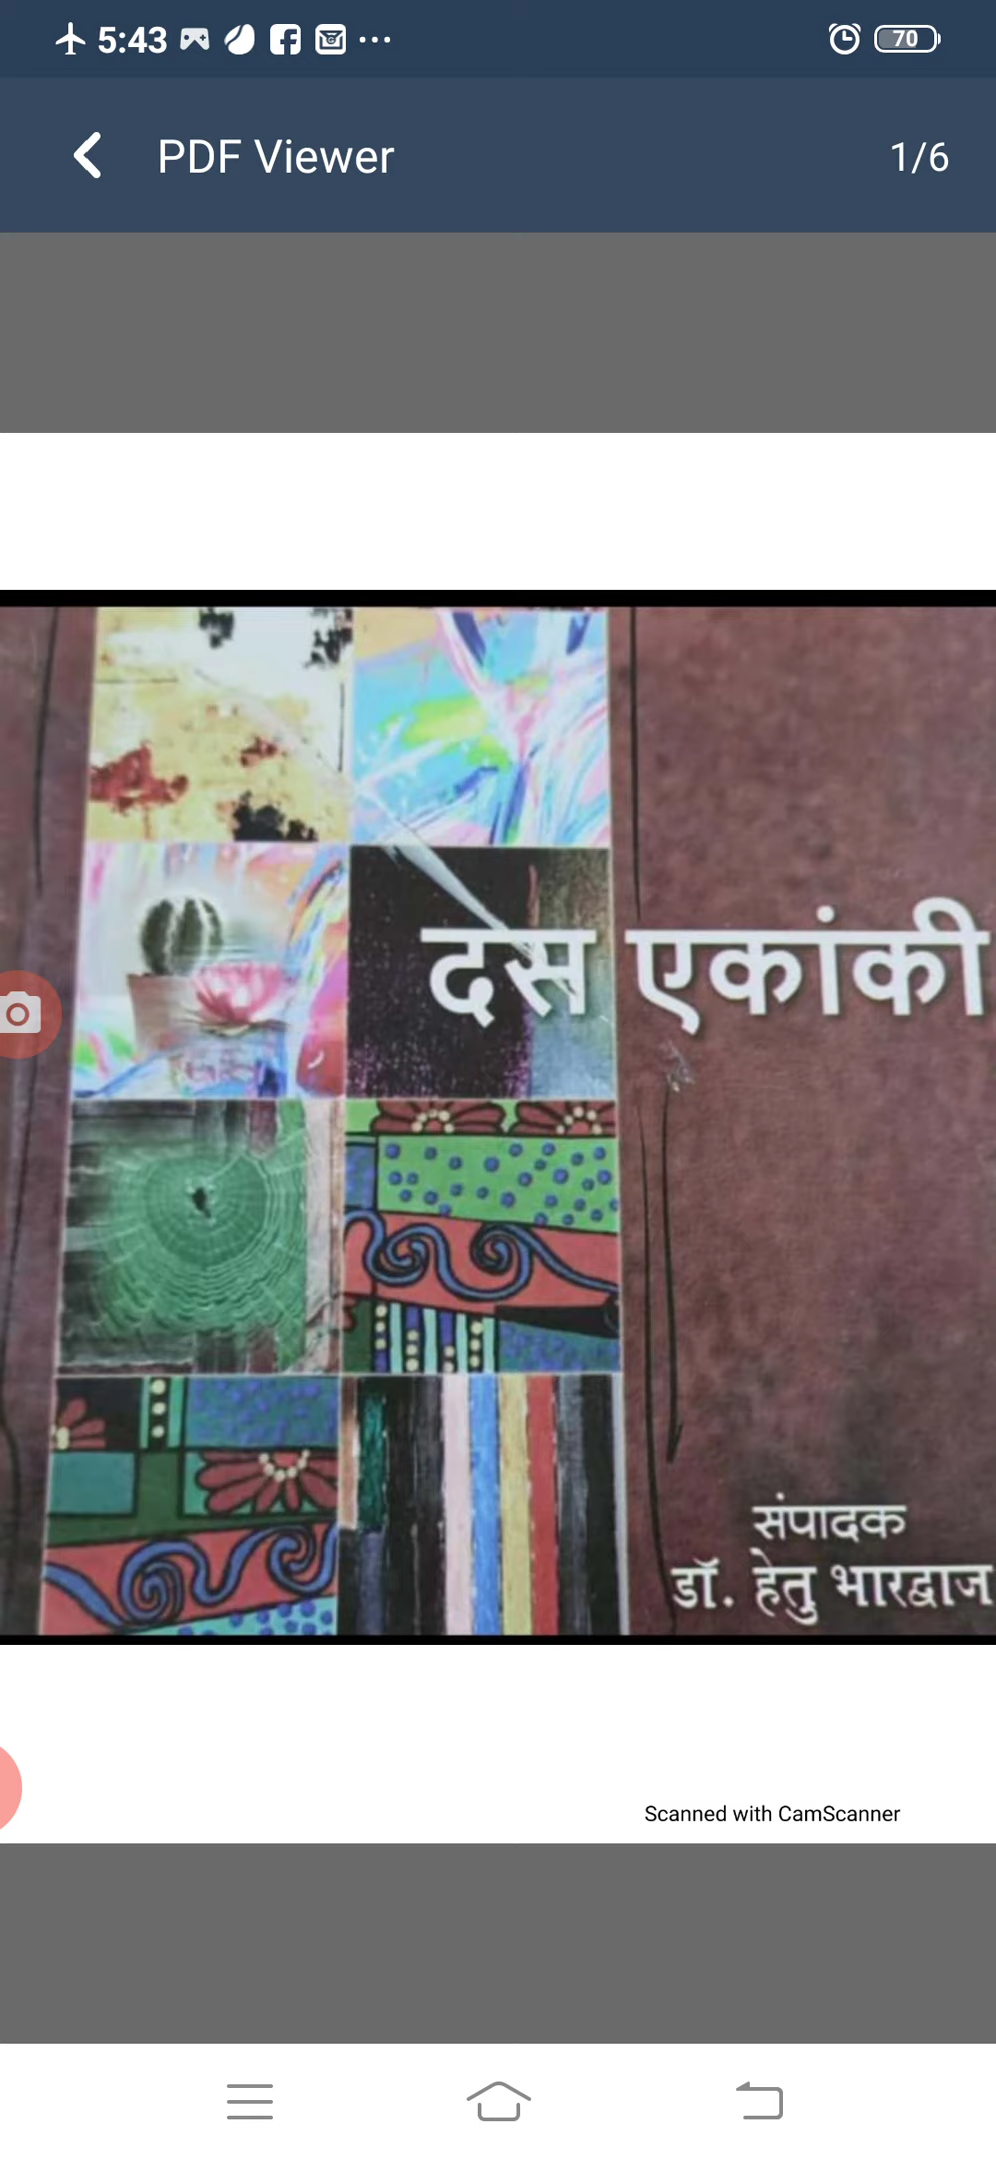 5:43
70
PDF Viewer
1/6
दस एकांकी
संपादक
डॉ. हेतु भारद्वाज
Scanned with CamScanner